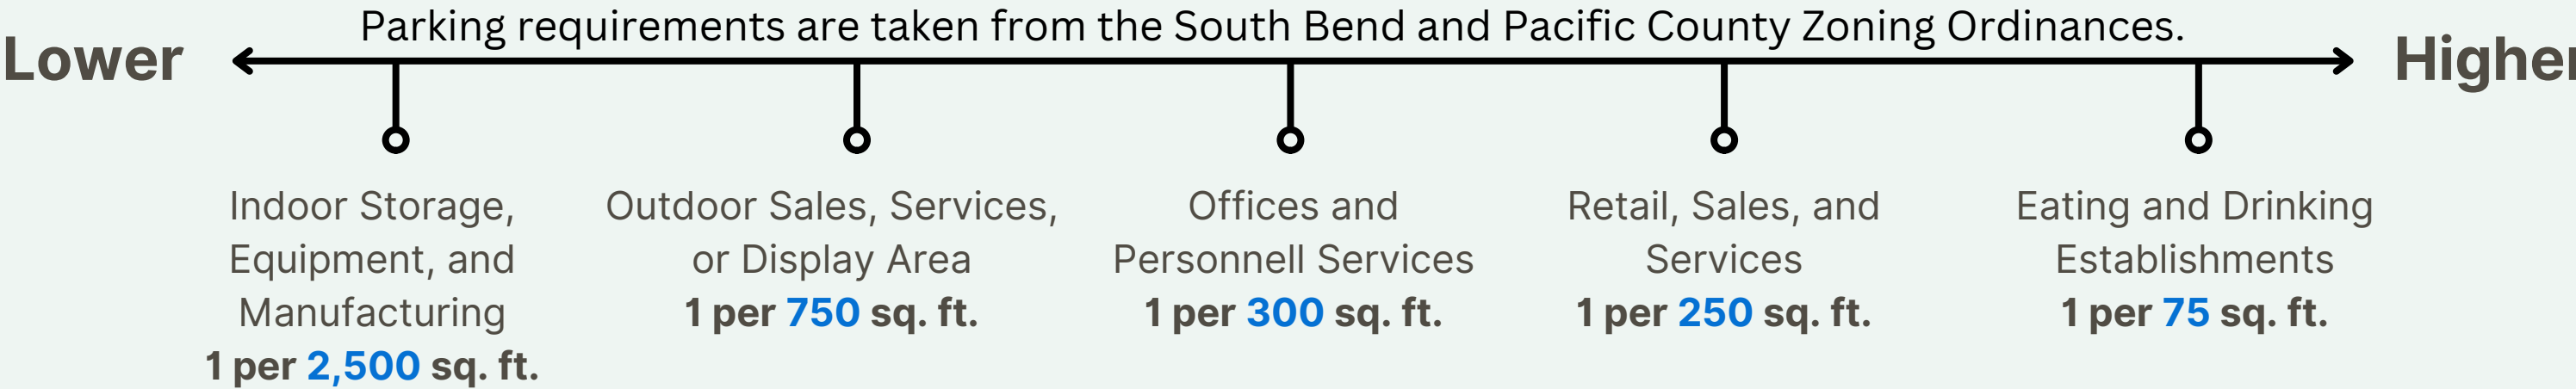 Parking requirements are taken from the South Bend and Pacific County Zoning Ordinances.
Lower
Higher
Indoor Storage,
Equipment, and
Manufacturing
1 per 2,500 sq. ft.
Outdoor Sales, Services,
or Display Area
1 per 750 sq. ft.
Offices and
Personnell Services
1 per 300 sq. ft.
Retail, Sales, and
Services
1 per 250 sq. ft.
Eating and Drinking
Establishments
1 per 75 sq. ft.